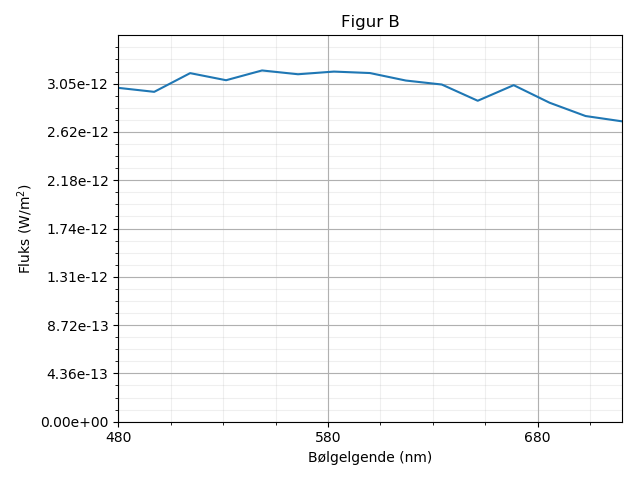 Figur B
3.05e-12
2.62e-12
2.18e-12
1.74e-12
1.31e-12
8.72e-13
4.36e-13
0.00e+00
Fluks (W/m²)
480 580 680
Bølgelgende (nm)